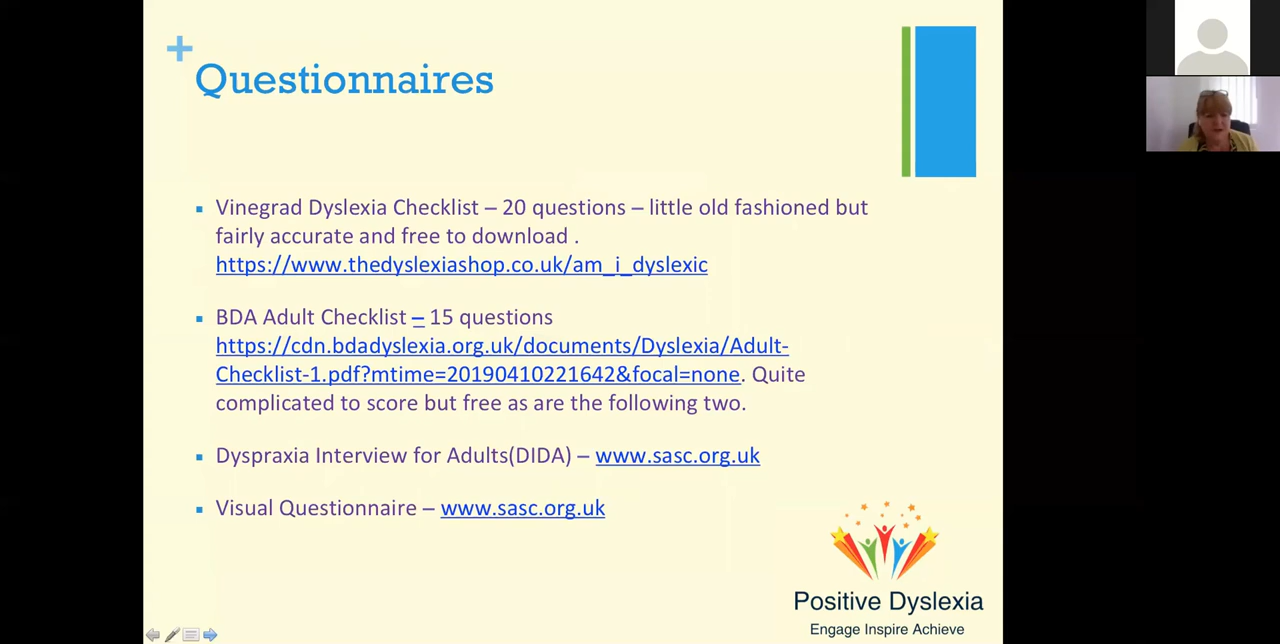 Questionnaires
Vinegrad Dyslexia Checklist – 20 questions – little old fashioned but
fairly accurate and free to download .
https://www.thedyslexiashop.co.uk/am_i_dyslexic
BDA Adult Checklist – 15 questions
https://cdn.bdadyslexia.org.uk/documents/Dyslexia/Adult-
Checklist-1.pdf?mtime=20190410221642&focal=none. Quite
complicated to score but free as are the following two.
Dyspraxia Interview for Adults(DIDA) – www.sasc.org.uk
Visual Questionnaire – www.sasc.org.uk
Positive Dyslexia
Engage Inspire Achieve